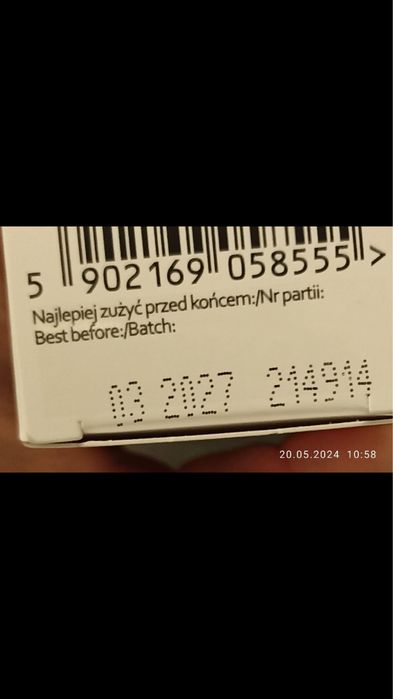 5 902169 058555 >
Najlepiej zużyć przed końcem:/Nr partii:
Best before:/Batch:
03 2027 214914
20.05.2024 10:58